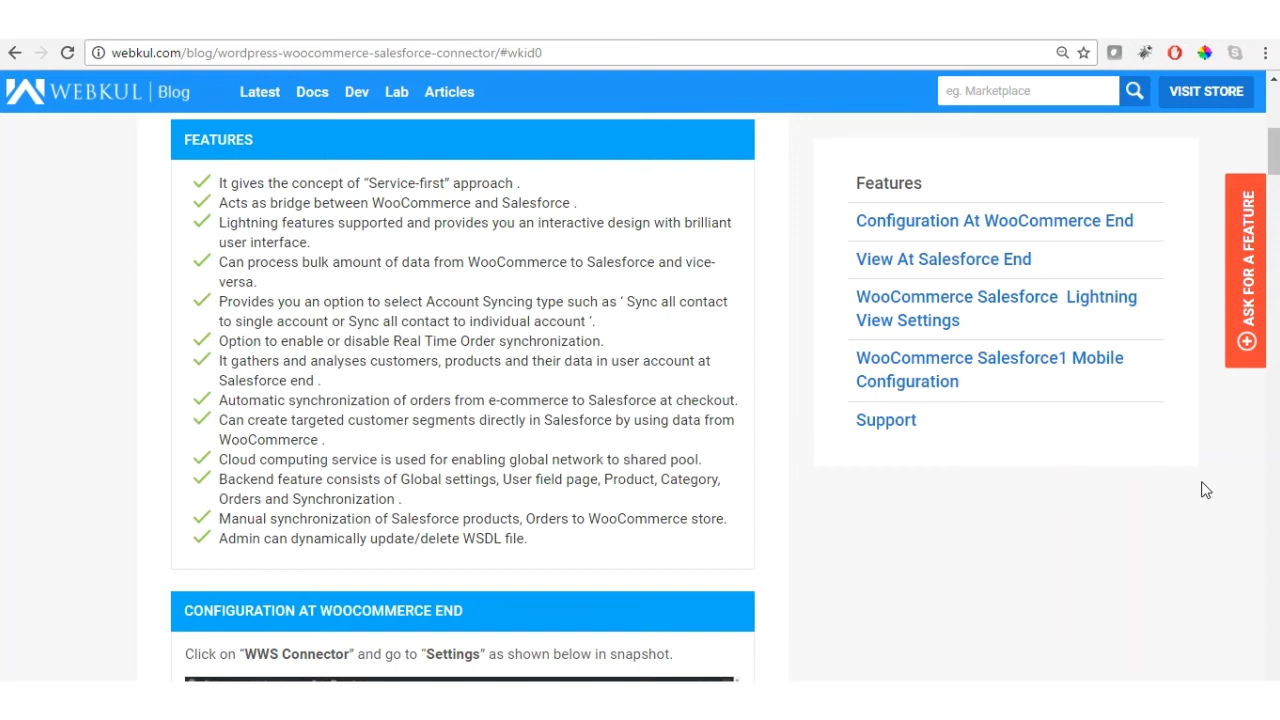 webkul.com/blog/wordpress-woocommerce-salesforce-connector/#wkid0
WEBKUL | Blog
Latest
Docs
Dev
Lab
Articles
eg. Marketplace
VISIT STORE
FEATURES
It gives the concept of “Service-first” approach .
Acts as bridge between WooCommerce and Salesforce .
Lightning features supported and provides you an interactive design with brilliant
user interface.
Can process bulk amount of data from WooCommerce to Salesforce and vice-
versa.
Provides you an option to select Account Syncing type such as ‘ Sync all contact
to single account or Sync all contact to individual account ‘.
Option to enable or disable Real Time Order synchronization.
It gathers and analyses customers, products and their data in user account at
Salesforce end .
Automatic synchronization of orders from e-commerce to Salesforce at checkout.
Can create targeted customer segments directly in Salesforce by using data from
WooCommerce .
Cloud computing service is used for enabling global network to shared pool.
Backend feature consists of Global settings, User field page, Product, Category,
Orders and Synchronization .
Manual synchronization of Salesforce products, Orders to WooCommerce store.
Admin can dynamically update/delete WSDL file.
CONFIGURATION AT WOOCOMMERCE END
Click on “WWS Connector” and go to “Settings” as shown below in snapshot.
Features
Configuration At WooCommerce End
View At Salesforce End
WooCommerce Salesforce Lightning
View Settings
WooCommerce Salesforce1 Mobile
Configuration
Support
ASK FOR A FEATURE